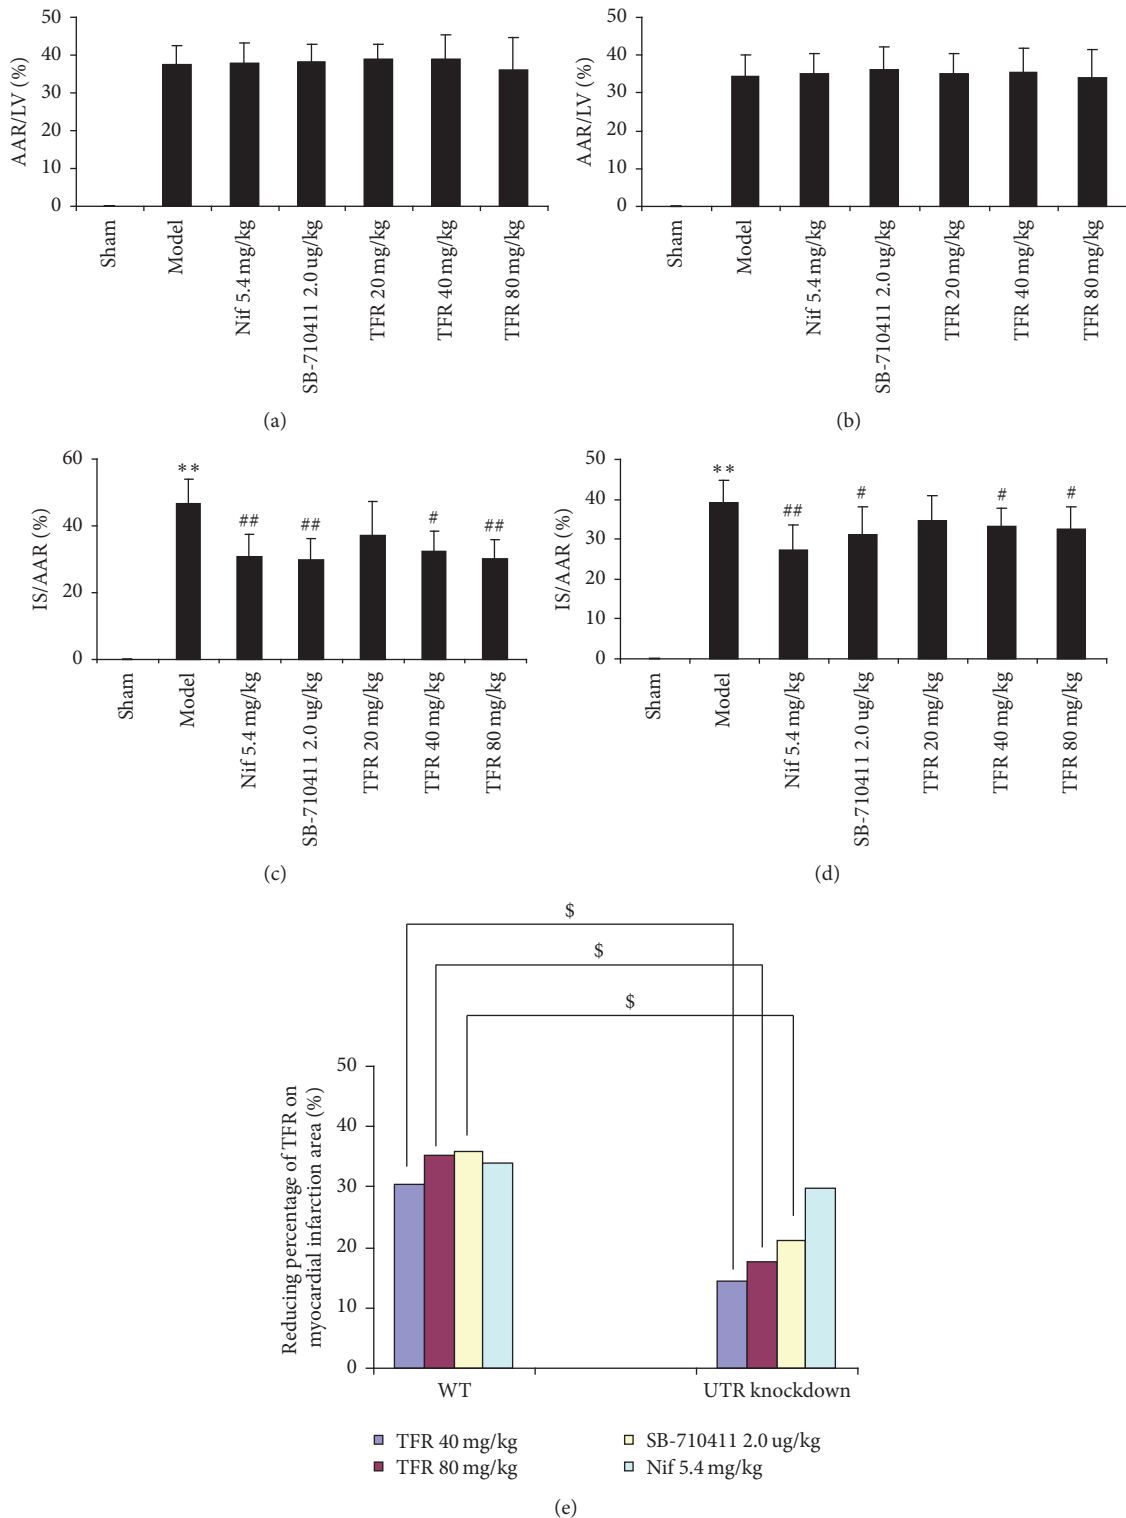 50
40
30
20
10
0
AAR/LV (%)
Sham
Model
Nif 5.4 mg/kg
SB-710411 2.0 ug/kg
TFR 20 mg/kg
TFR 40 mg/kg
TFR 80 mg/kg
(a)
50
40
30
20
10
0
AAR/LV (%)
Sham
Model
Nif 5.4 mg/kg
SB-710411 2.0 ug/kg
TFR 20 mg/kg
TFR 40 mg/kg
TFR 80 mg/kg
(b)
60
40
20
0
IS/AAR (%)
**
##
##
#
##
Sham
Model
Nif 5.4 mg/kg
SB-710411 2.0 ug/kg
TFR 20 mg/kg
TFR 40 mg/kg
TFR 80 mg/kg
(c)
50
40
30
20
10
0
IS/AAR (%)
**
##
#
#
#
Sham
Model
Nif 5.4 mg/kg
SB-710411 2.0 ug/kg
TFR 20 mg/kg
TFR 40 mg/kg
TFR 80 mg/kg
(d)
$
$
$
50
40
30
20
10
0
Reducing percentage of TFR on
myocardial infarction area (%)
WT
UTR knockdown
TFR 40 mg/kg
TFR 80 mg/kg
SB-710411 2.0 ug/kg
Nif 5.4 mg/kg
(e)